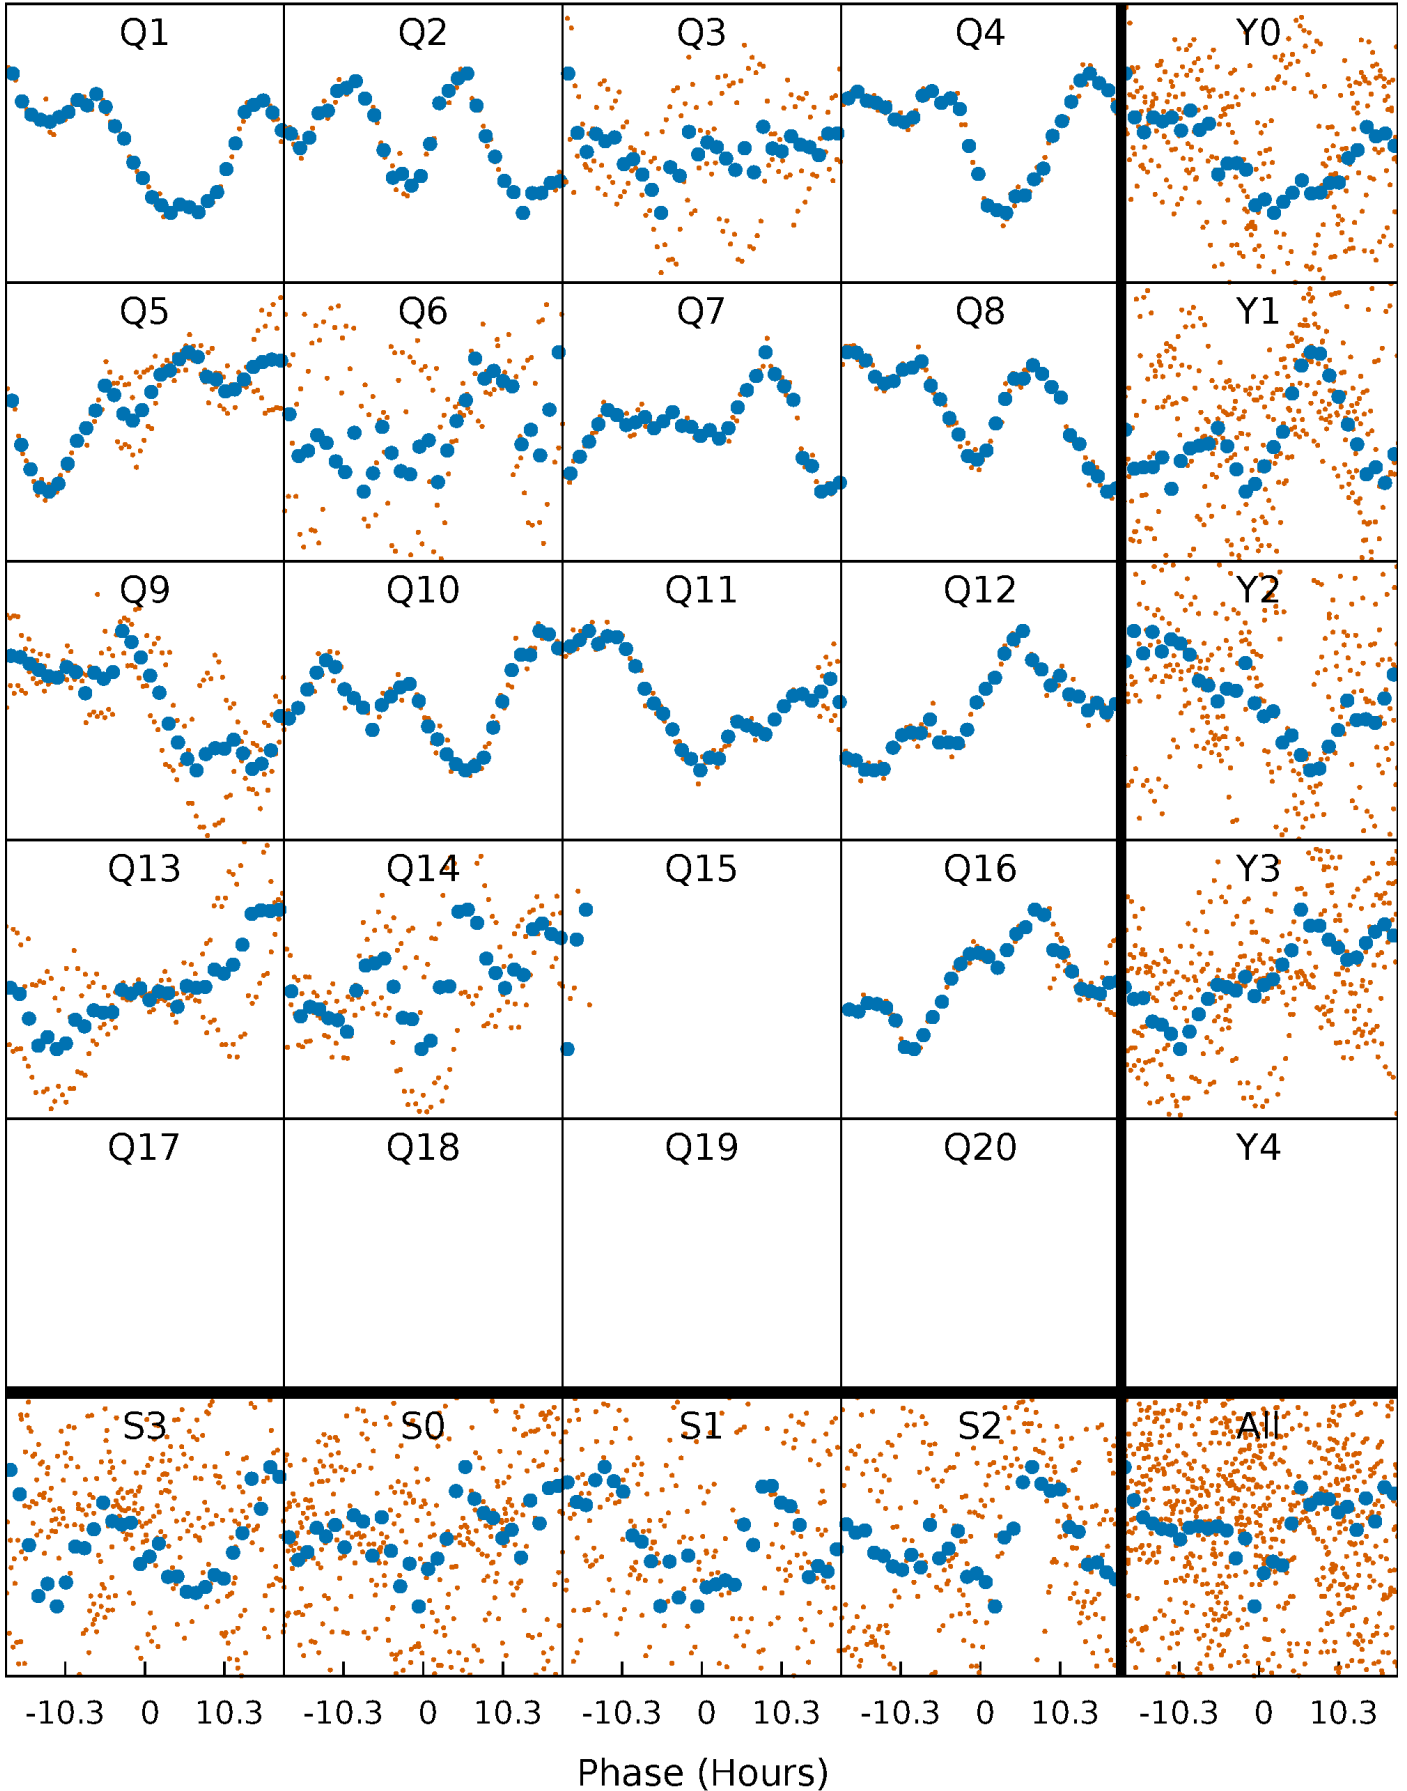 Q1 Q2 Q3 Q4 Y0
Q5 Q6 Q7 Q8 Y1
Q9 Q10 Q11 Q12 Y2
Q13 Q14 Q15 Q16 Y3
Q17 Q18 Q19 Q20 Y4
S3 S0 S1 S2 All
-10.3 0 10.3 -10.3 0 10.3 -10.3 0 10.3 -10.3 0 10.3 -10.3 0 10.3
Phase (Hours)